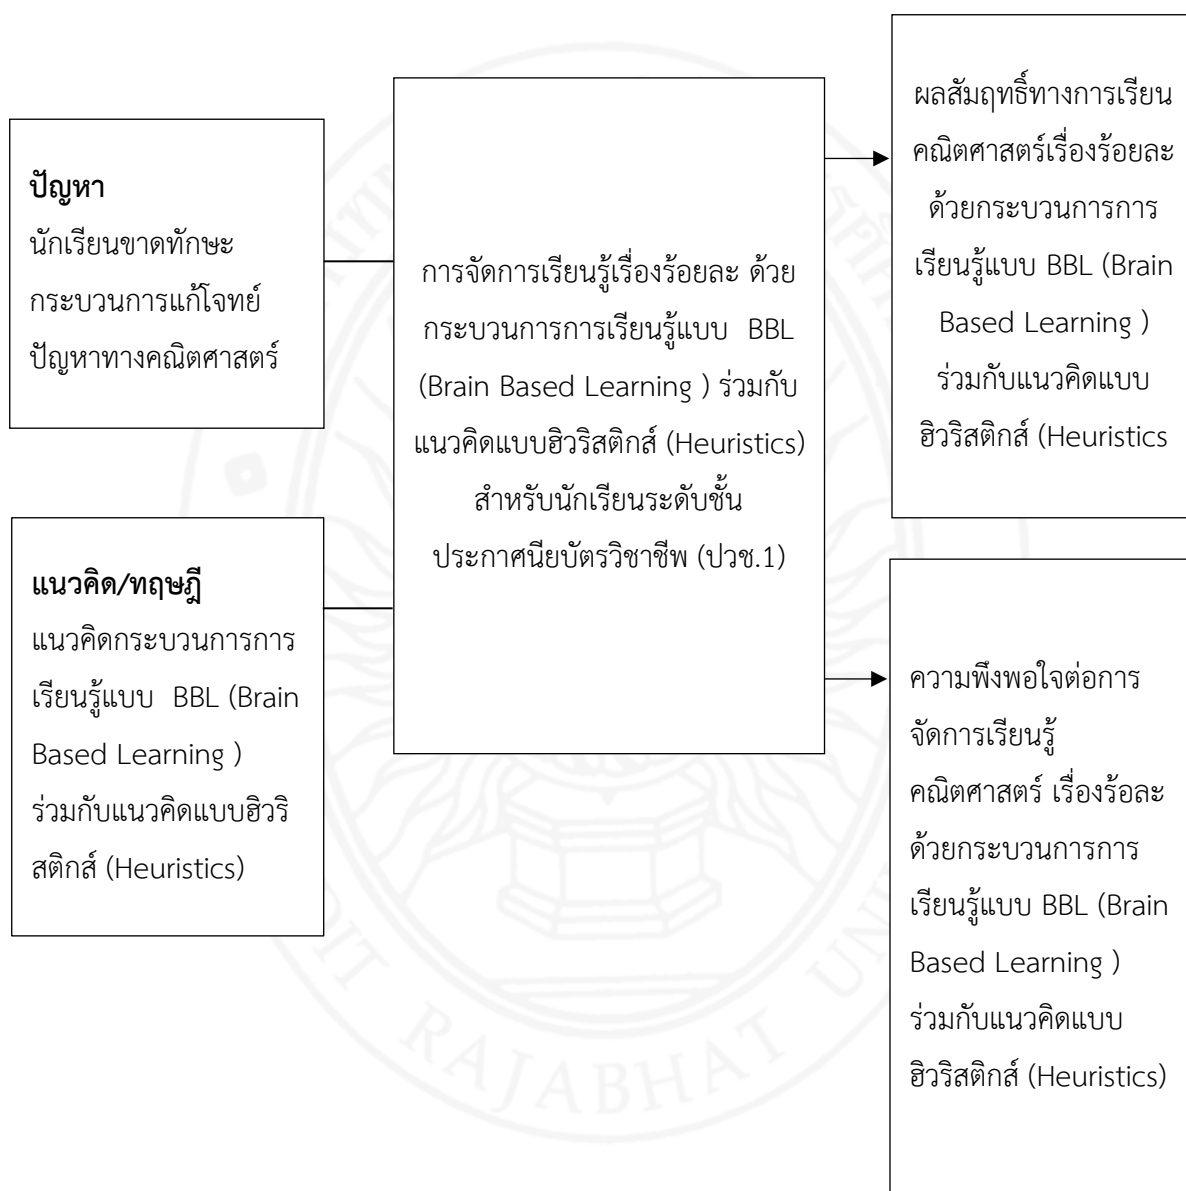 ปัญหา
นักเรียนขาดทักษะ
กระบวนการแก้โจทย์
ปัญหาทางคณิตศาสตร์
แนวคิด/ทฤษฎี
แนวคิดกระบวนการการ
เรียนรู้แบบ BBL (Brain
Based Learning )
ร่วมกับแนวคิดแบบฮิวริ
สติกส์ (Heuristics)
การจัดการเรียนรู้เรื่องร้อยละ ด้วย
กระบวนการการเรียนรู้แบบ BBL
(Brain Based Learning ) ร่วมกับ
แนวคิดแบบฮิวริสติกส์ (Heuristics)
สำหรับนักเรียนระดับชั้น
ประกาศนียบัตรวิชาชีพ (ปวช.1)
ผลสัมฤทธิ์ทางการเรียน
คณิตศาสตร์เรื่องร้อยละ
ด้วยกระบวนการการ
เรียนรู้แบบ BBL (Brain
Based Learning )
ร่วมกับแนวคิดแบบ
ฮิวริสติกส์ (Heuristics
ความพึงพอใจต่อการ
จัดการเรียนรู้
คณิตศาสตร์ เรื่องร้อละ
ด้วยกระบวนการการ
เรียนรู้แบบ BBL (Brain
Based Learning )
ร่วมกับแนวคิดแบบ
ฮิวริสติกส์ (Heuristics)
RAJABHAT